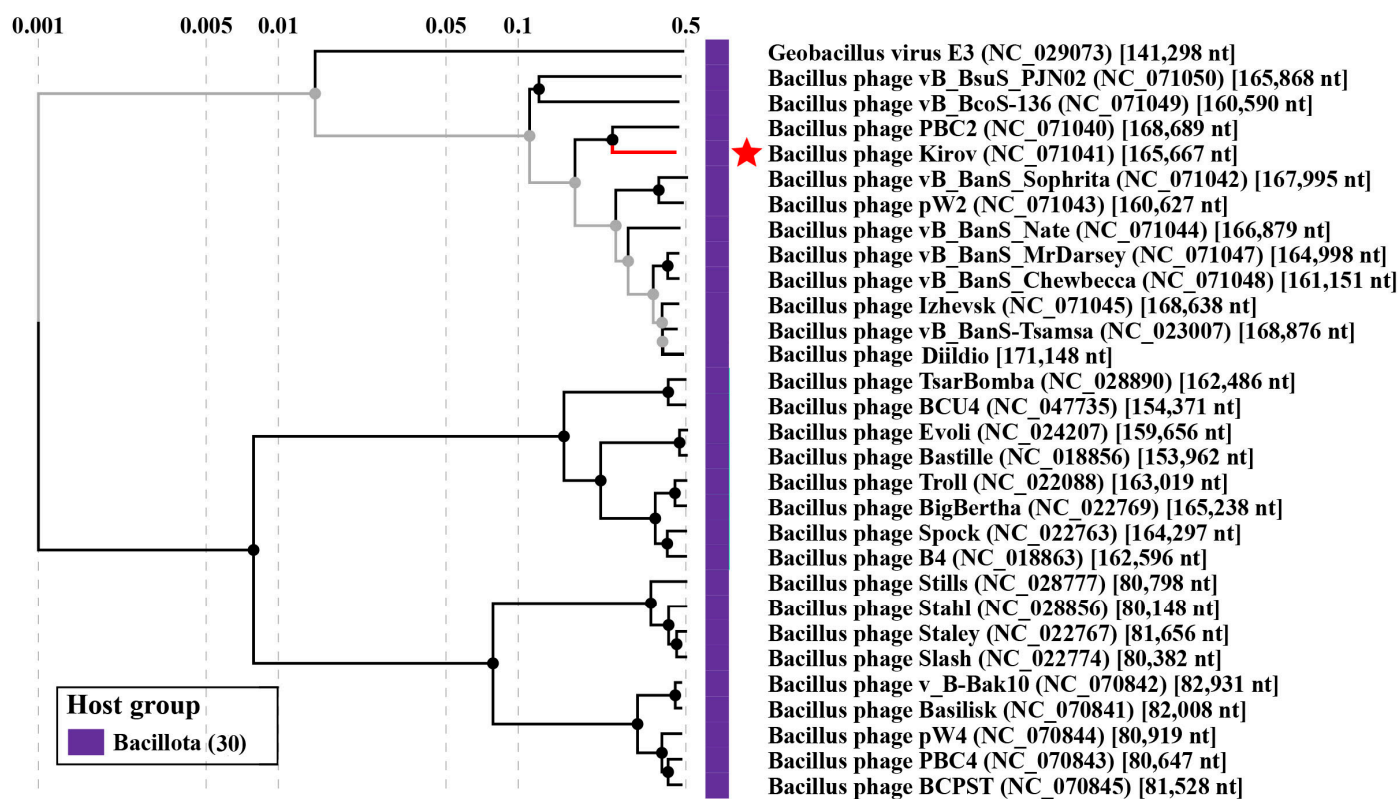 0.001 0.005 0.01 0.05 0.1 0.5
Geobacillus virus E3 (NC_029073) [141,298 nt]
Bacillus phage vB_BsuS_PJN02 (NC_071050) [165,868 nt]
Bacillus phage vB_BcoS-136 (NC_071049) [160,590 nt]
Bacillus phage PBC2 (NC_071040) [168,689 nt]
Bacillus phage Kirov (NC_071041) [165,667 nt]
Bacillus phage vB_BanS_Sophrita (NC_071042) [167,995 nt]
Bacillus phage pW2 (NC_071043) [160,627 nt]
Bacillus phage vB_BanS_Nate (NC_071044) [166,879 nt]
Bacillus phage vB_BanS_MrDarsey (NC_071047) [164,998 nt]
Bacillus phage vB_BanS_Chewbecca (NC_071048) [161,151 nt]
Bacillus phage Izhevsk (NC_071045) [168,638 nt]
Bacillus phage vB_BanS-Tsamsa (NC_023007) [168,876 nt]
Bacillus phage Diildio [171,148 nt]
Bacillus phage TsarBomba (NC_028890) [162,486 nt]
Bacillus phage BCU4 (NC_047735) [154,371 nt]
Bacillus phage Evoli (NC_024207) [159,656 nt]
Bacillus phage Bastille (NC_018856) [153,962 nt]
Bacillus phage Troll (NC_022088) [163,019 nt]
Bacillus phage BigBertha (NC_022769) [165,238 nt]
Bacillus phage Spock (NC_022763) [164,297 nt]
Bacillus phage B4 (NC_018863) [162,596 nt]
Bacillus phage Stills (NC_028777) [80,798 nt]
Bacillus phage Stahl (NC_028856) [80,148 nt]
Bacillus phage Staley (NC_022767) [81,656 nt]
Bacillus phage Slash (NC_022774) [80,382 nt]
Bacillus phage v_B-Bak10 (NC_070842) [82,931 nt]
Bacillus phage Basilisk (NC_070841) [82,008 nt]
Bacillus phage pW4 (NC_070844) [80,919 nt]
Bacillus phage PBC4 (NC_070843) [80,647 nt]
Bacillus phage BCPST (NC_070845) [81,528 nt]
Host group
Bacillota (30)